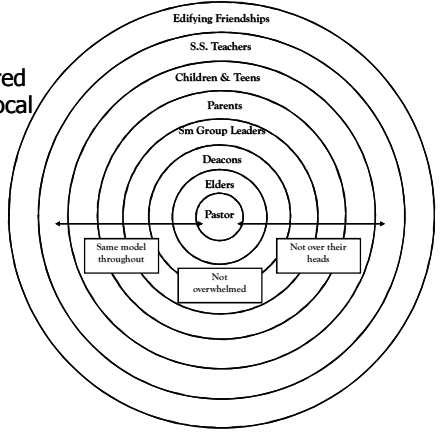 Edifying Friendships
S.S. Teachers
red
Children & Teens
ocal
Parents
Sm Group Leaders
Deacons
Elders
Pastor
Same model
throughout
Not over their
heads
Not
overwhelmed